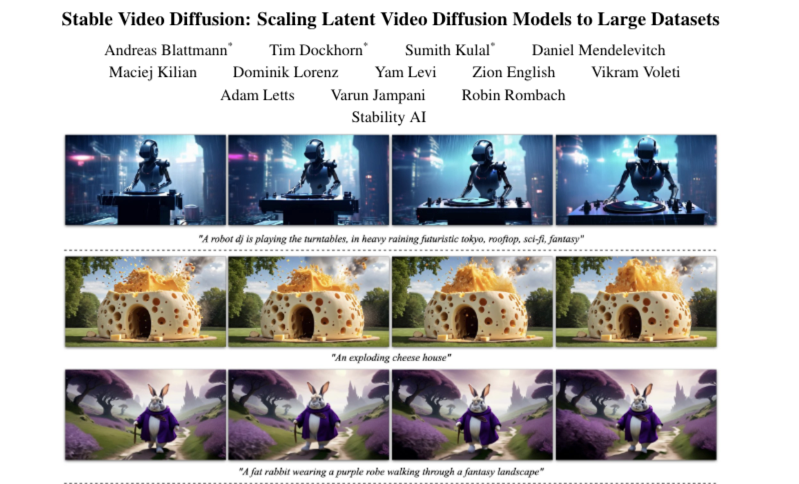 Stable Video Diffusion: Scaling Latent Video Diffusion Models to Large Datasets
Andreas Blattmann* Tim Dockhorn* Sumith Kulal* Daniel Mendelevitch
Maciej Kilian Dominik Lorenz Yam Levi Zion English Vikram Voleti
Adam Letts Varun Jampani Robin Rombach
Stability AI
"A robot dj is playing the turntables, in heavy raining futuristic tokyo, rooftop, sci-fi, fantasy"
"An exploding cheese house"
"A fat rabbit wearing a purple robe walking through a fantasy landscape"